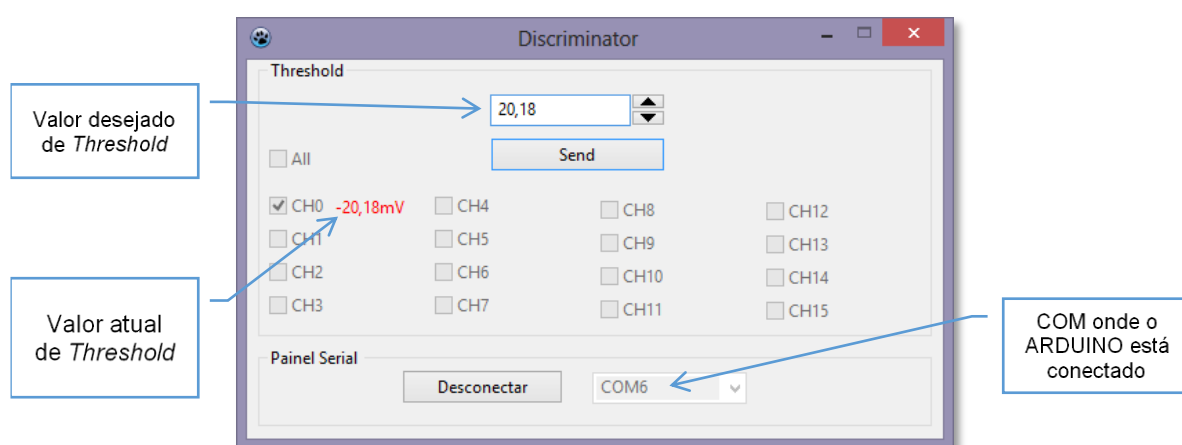 Discriminator
Threshold
Valor desejado
de Threshold
20,18
Send
All
CH0 -20,18mV CH4 CH8 CH12
CH1 CH5 CH9 CH13
CH2 CH6 CH10 CH14
CH3 CH7 CH11 CH15
Valor atual
de Threshold
COM onde o
ARDUINO está
conectado
Painel Serial
Desconectar COM6